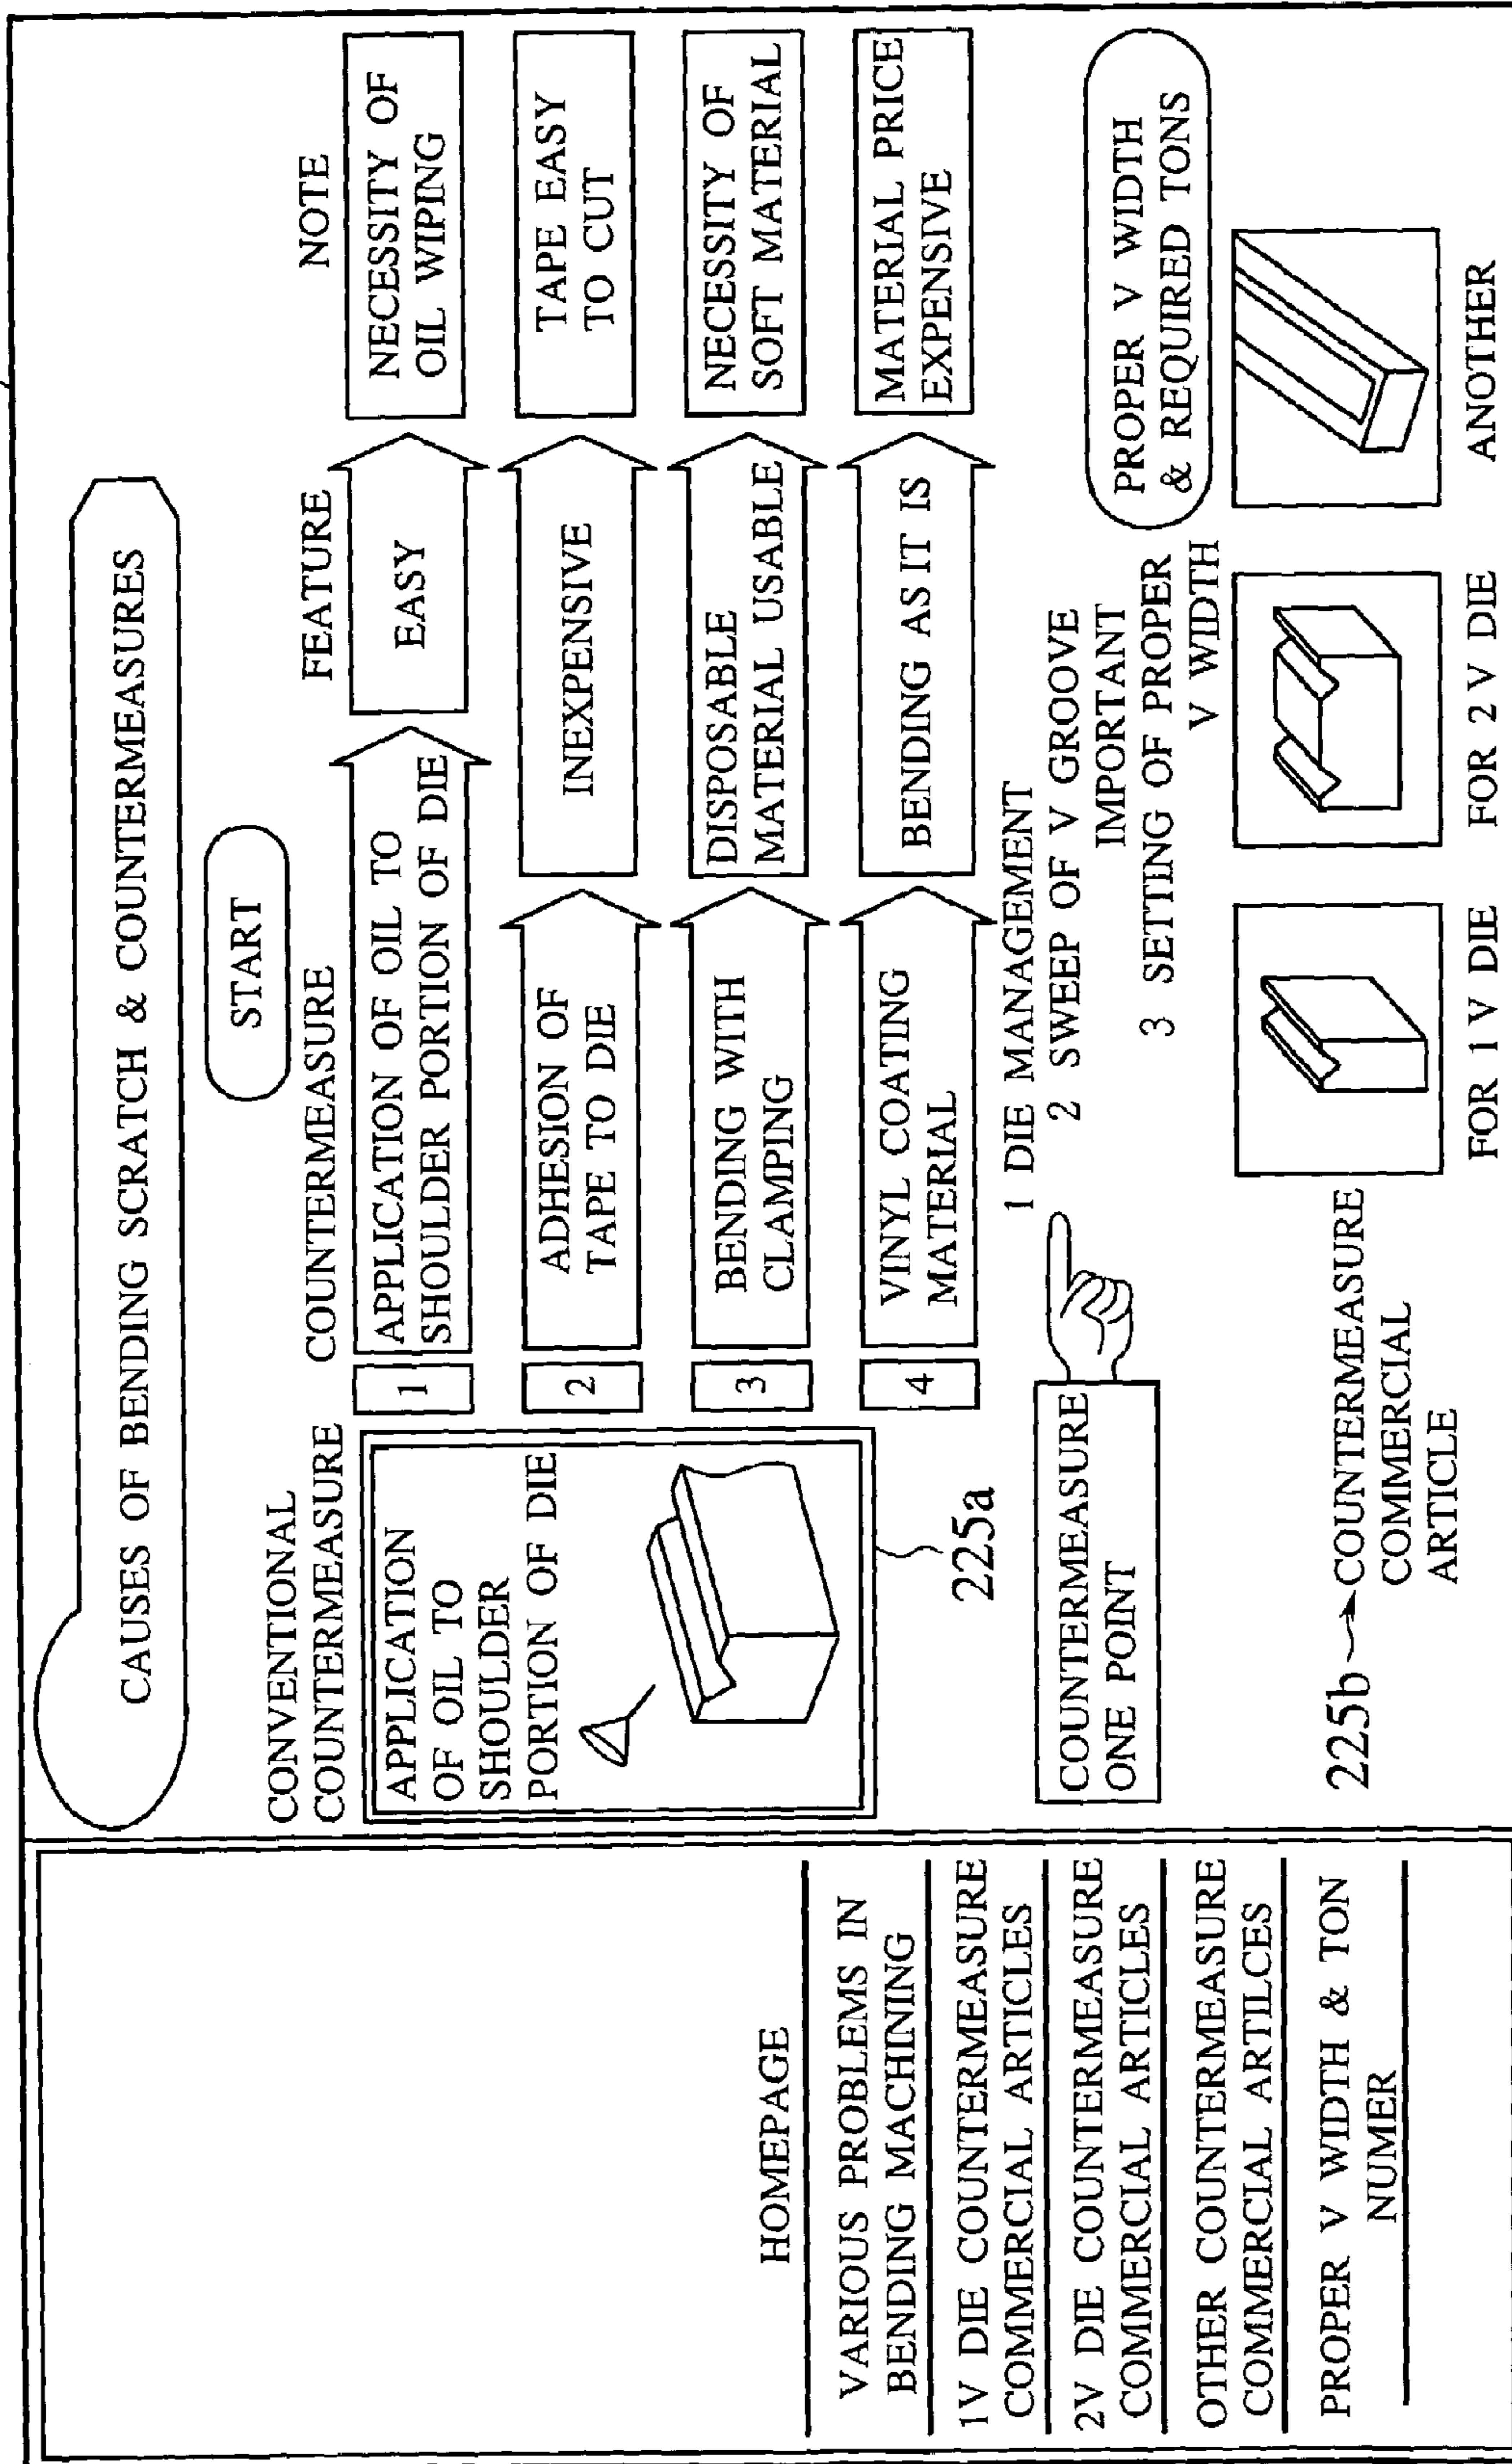 CAUSES OF BENDING SCRATCH & COUNTERMEASURES
START
HOMEPAGE
VARIOUS PROBLEMS IN
BENDING MACHINING
1V DIE COUNTERMEASURE
COMMERCIAL ARTICLES
2V DIE COUNTERMEASURE
COMMERCIAL ARTICLES
OTHER COUNTERMEASURE
COMMERCIAL ARTILCES
PROPER V WIDTH & TON
NUMER
CONVENTIONAL
COUNTERMEASURE
APPLICATION
OF OIL TO
SHOULDER
PORTION OF DIE
225a
COUNTERMEASURE
FEATURE
NOTE
1
APPLICATION OF OIL TO
SHOULDER PORTION OF DIE
EASY
NECESSITY OF
OIL WIPING
2
ADHESION OF
TAPE TO DIE
INEXPENSIVE
TAPE EASY
TO CUT
3
BENDING WITH
CLAMPING
DISPOSABLE
MATERIAL USABLE
NECESSITY OF
SOFT MATERIAL
4
VINYL COATING
MATERIAL
BENDING AS IT IS
MATERIAL PRICE
EXPENSIVE
COUNTERMEASURE
ONE POINT
1 DIE MANAGEMENT
2 SWEEP OF V GROOVE
IMPORTANT
3 SETTING OF PROPER
V WIDTH
PROPER V WIDTH
& REQUIRED TONS
225b
COUNTERMEASURE
COMMERCIAL
ARTICLE
FOR 1 V DIE
FOR 2 V DIE
ANOTHER